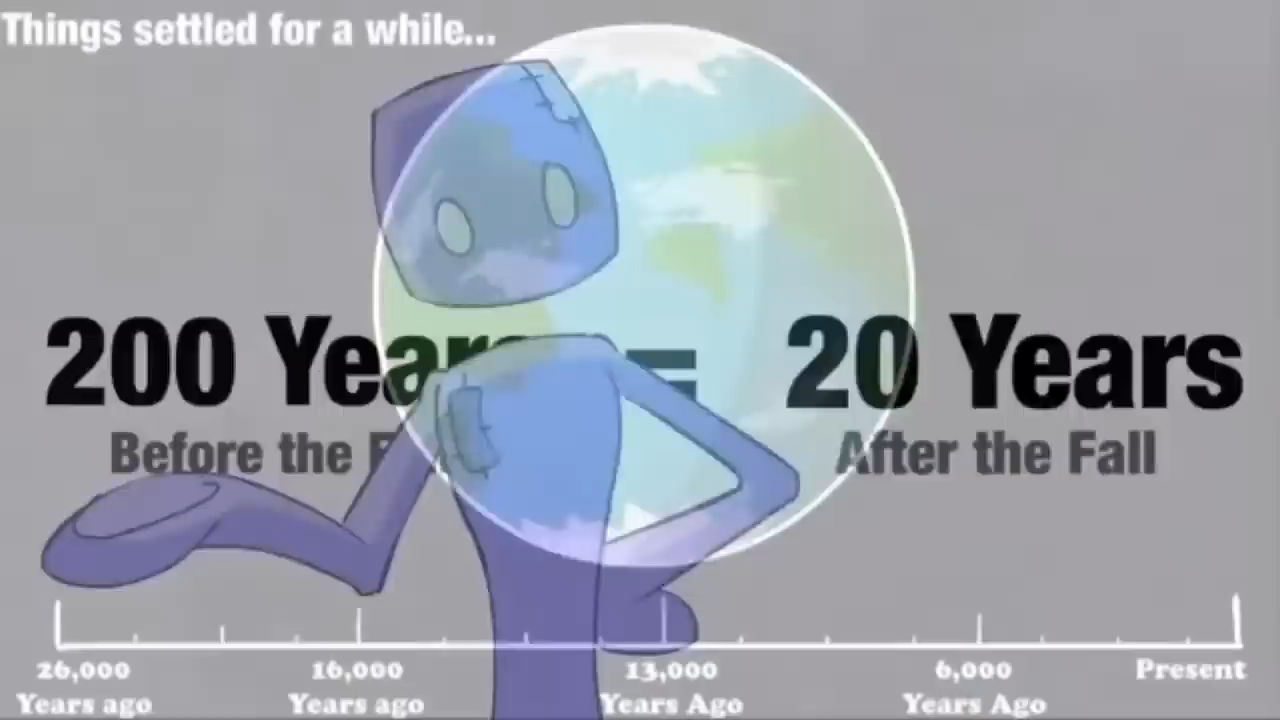 Things settled for a while...
200 Years = 20 Years
Before the
After the Fall
26,000 Years ago
16,000 Years ago
13,000 Years Ago
6,000 Years Ago
Present